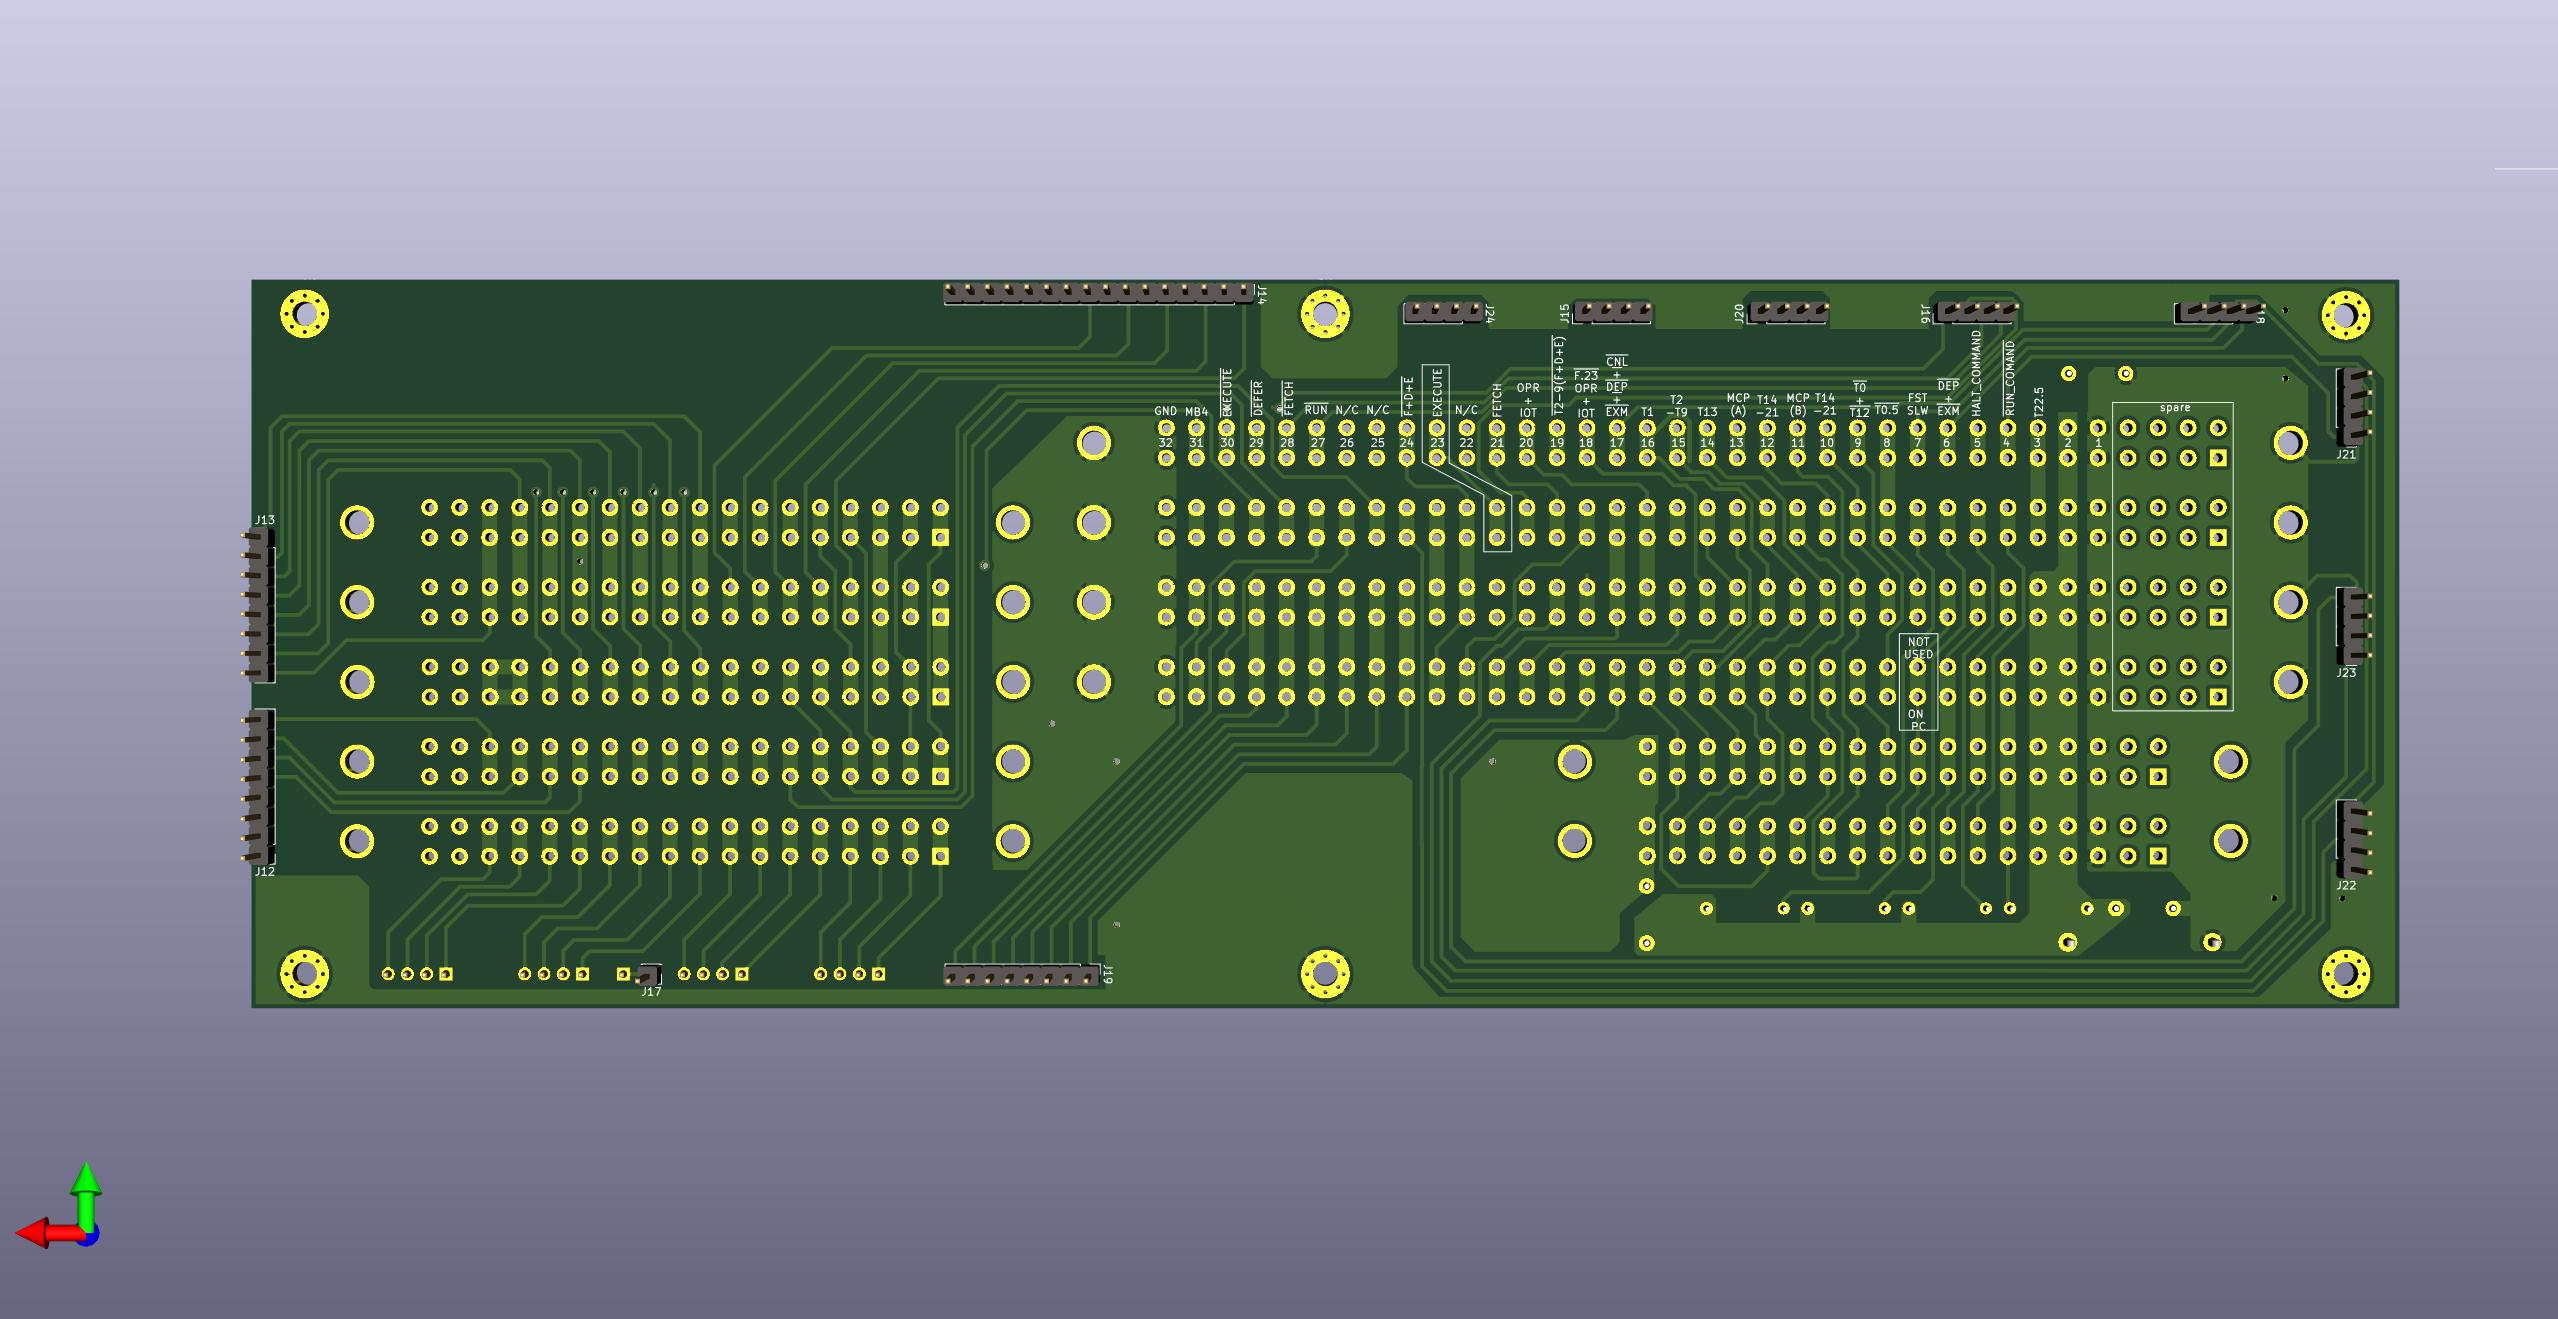 J14
J24
J15
J20
J16
18
GND
MB4
EXECUTE
DEFER
FETCH
RUN
N/C
N/C
F+D+E
EXECUTE
N/C
FETCH
OPR
+
IOT
T2-9(F+D+E)
F.23
OPR
+
IOT
CNL
+
DEP
+
EXM
T1
T2
-T9
T13
MCP
(A)
T14
-21
MCP
(B)
T14
-21
T0
+
T12
T0.5
FST
SLW
DEP
+
EXM
HALT_COMMAND
RUN_COMAND
T22.5
spare
32 31 30 29 28 27 26 25 24 23 22 21 20 19 18 17 16 15 14 13 12 11 10 9 8 7 6 5 4 3 2 1
J21
J13
NOT
USED
ON
PC
J23
J12
J22
J17
J19